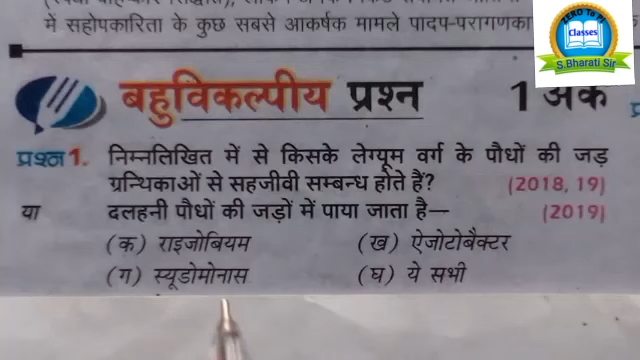 में सहोपकारिता के कुछ सबसे आकर्षक मामले पादप-परागणका
ZERO To Pi
Classes
S.Bharati Sir
बहुविकल्पीय प्रश्न 1 अंक
प्रश्न 1. निम्नलिखित में से किसके लेग्यूम वर्ग के पौधों की जड़
ग्रन्थिकाओं से सहजीवी सम्बन्ध होते हैं? (2018, 19)
या दलहनी पौधों की जड़ों में पाया जाता है— (2019)
(क) राइजोबियम (ख) ऐजोटोबैक्टर
(ग) स्यूडोमोनास (घ) ये सभी